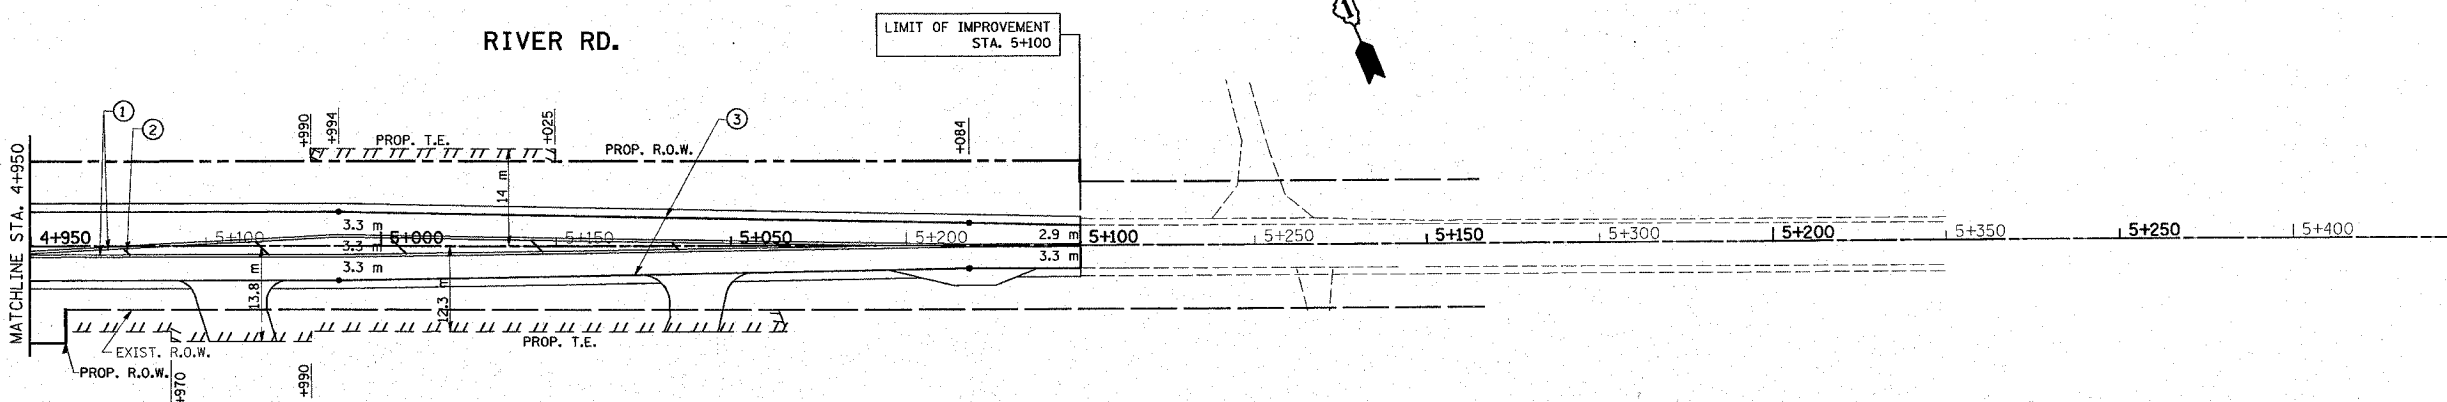 RIVER RD.
LIMIT OF IMPROVEMENT
STA. 5+100
1
2
3
+990
+994
+025
+084
PROP. T.E.
PROP. R.O.W.
14 m
MATCHLINE STA. 4+950
3.3 m
4+950
5+100
3.3 m
5+000
5+150
5+050
5+200
2.9 m
5+100
5+250
5+150
5+300
5+200
5+350
5+250
5+400
3.3 m
3.3 m
13.8 m
12.3 m
PROP. T.E.
EXIST. R.O.W.
PROP. R.O.W.
+970
+990